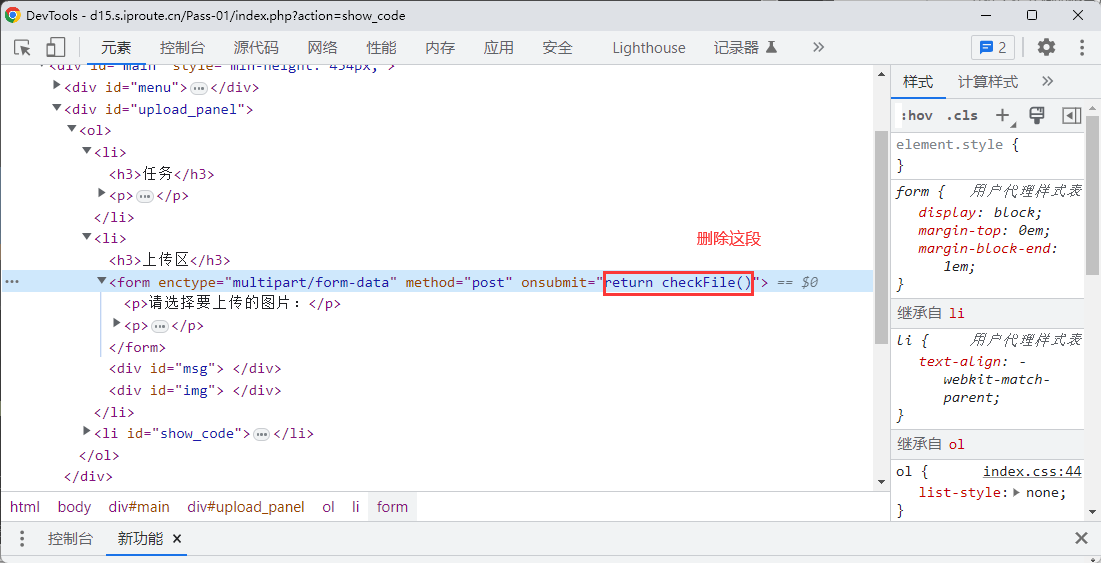 DevTools - d15.s.iproute.cn/Pass-01/index.php?action=show_code
元素 控制台 源代码 网络 性能 内存 应用 安全 Lighthouse 记录器 » 2
<div id="main" style="min-height: 454px;">
<div id="menu"> ⋯ </div>
<div id="upload_panel">
<ol>
<li>
<h3>任务</h3>
<p> ⋯ </p>
</li>
<li>
删除这段
<h3>上传区</h3>
<form enctype="multipart/form-data" method="post" onsubmit="return checkFile()"> == $0
<p>请选择要上传的图片：</p>
<p> ⋯ </p>
</form>
<div id="msg"> </div>
<div id="img"> </div>
</li>
<li id="show_code"> ⋯ </li>
</ol>
</div>
html body div#main div#upload_panel ol li form
样式 计算样式 »
:hov .cls +
element.style {
}
form { 用户代理样式表
display: block;
margin-top: 0em;
margin-block-end:
1em;
}
继承自 li
li { 用户代理样式表
text-align: -
webkit-match-
parent;
}
继承自 ol
ol { index.css:44
list-style: none;
}
控制台 新功能 ×